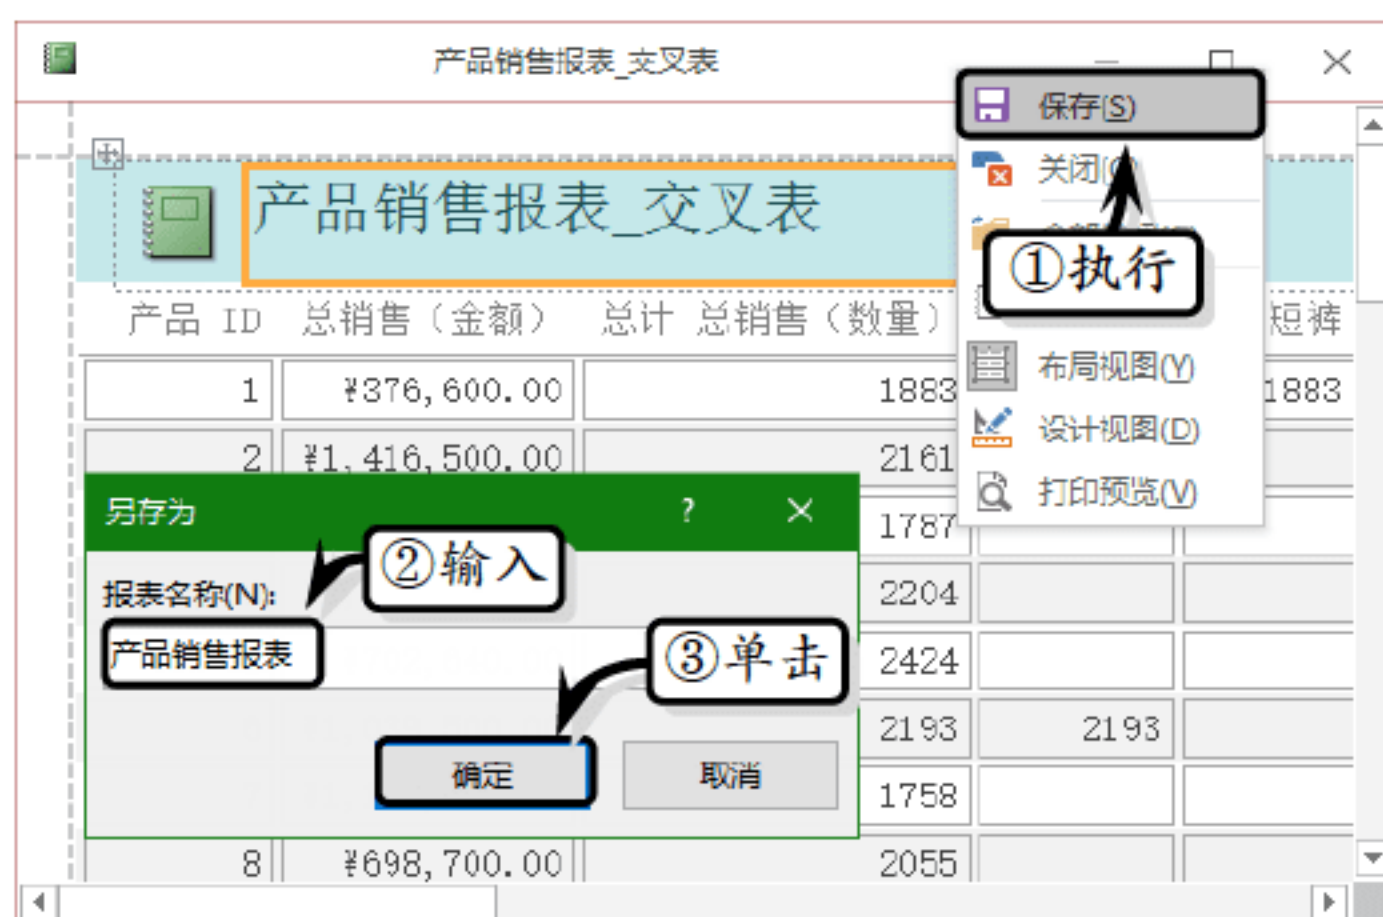 产品销售报表_交叉表
保存(S)
关闭(C)
产品销售报表_交叉表
①执行
产品 ID 总销售（金额） 总计 总销售（数量） 短裤
布局视图(Y)
1 ¥376,600.00 1883 1883
设计视图(D)
2 ¥1,416,500.00 2161
打印预览(V)
另存为 ?
1787
②输入
报表名称(N):
2204
产品销售报表
③单击
2424
2193 2193
确定 取消
1758
8 ¥698,700.00 2055